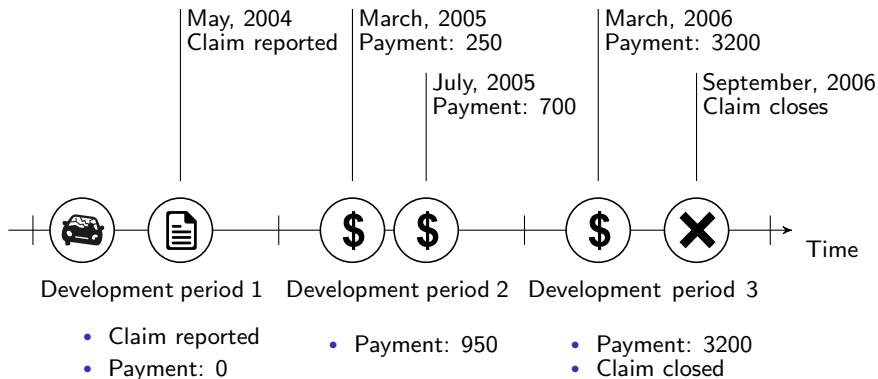 May, 2004
Claim reported
March, 2005
Payment: 250
July, 2005
Payment: 700
March, 2006
Payment: 3200
September, 2006
Claim closes
$ $ $
Time
Development period 1
Development period 2
Development period 3
• Claim reported
• Payment: 0
• Payment: 950
• Payment: 3200
• Claim closed